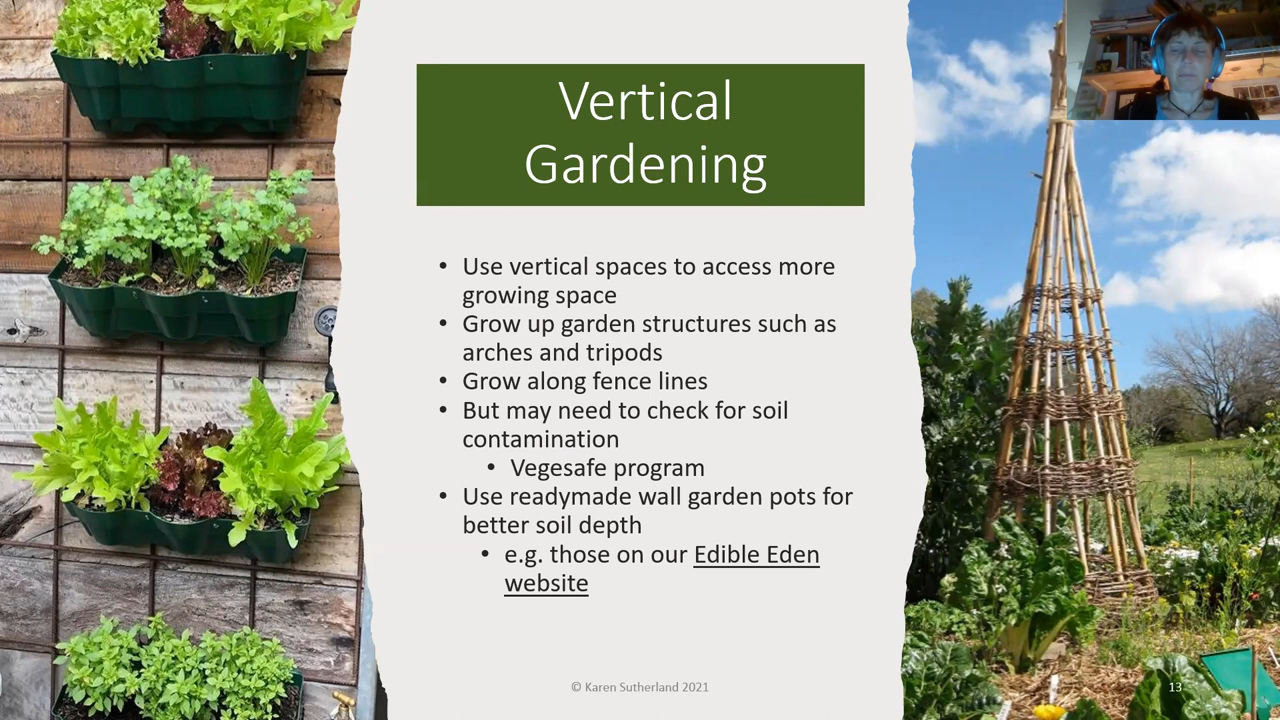 Vertical
Gardening
• Use vertical spaces to access more
growing space
• Grow up garden structures such as
arches and tripods
• Grow along fence lines
• But may need to check for soil
contamination
• Vegesafe program
• Use readymade wall garden pots for
better soil depth
• e.g. those on our Edible Eden
website
© Karen Sutherland 2021
13